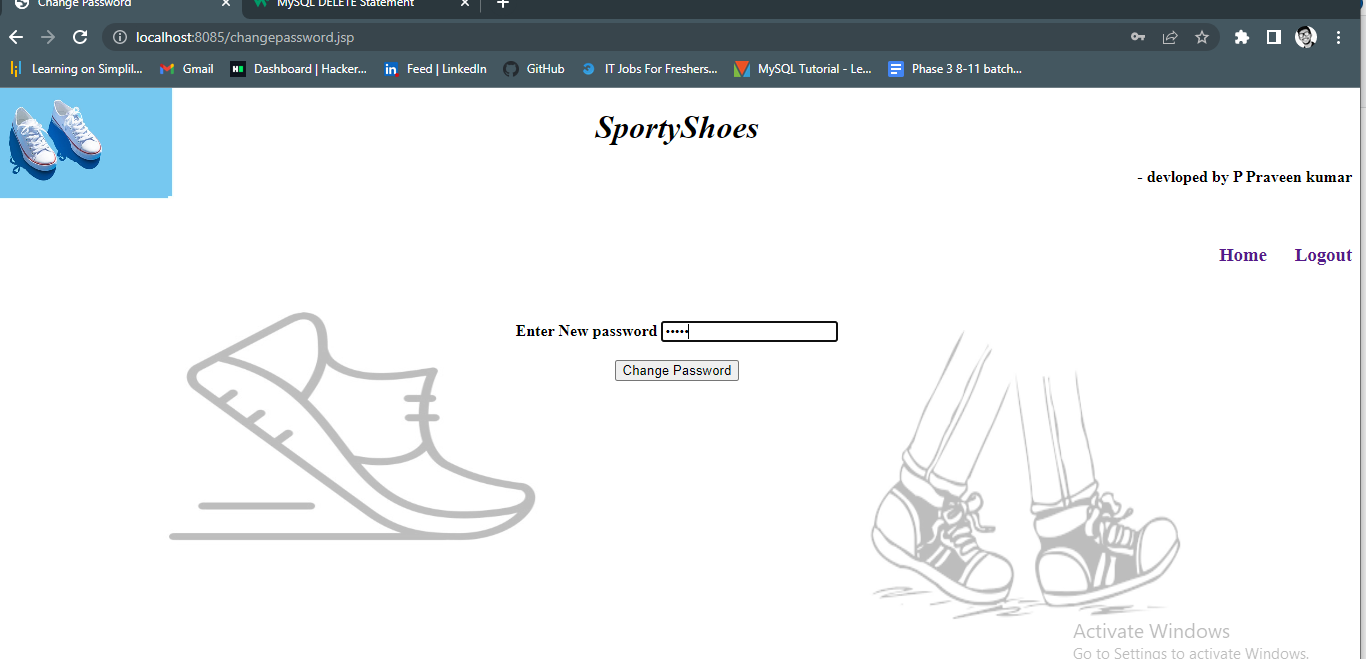 Change Password
MySQL DELETE Statement
localhost:8085/changepassword.jsp
Learning on Simplil...
Gmail
Dashboard | Hacker...
Feed | LinkedIn
GitHub
IT Jobs For Freshers...
MySQL Tutorial - Le...
Phase 3 8-11 batch...
SportyShoes
- devloped by P Praveen kumar
Home Logout
Enter New password •••••
Change Password
Activate Windows
Go to Settings to activate Windows.